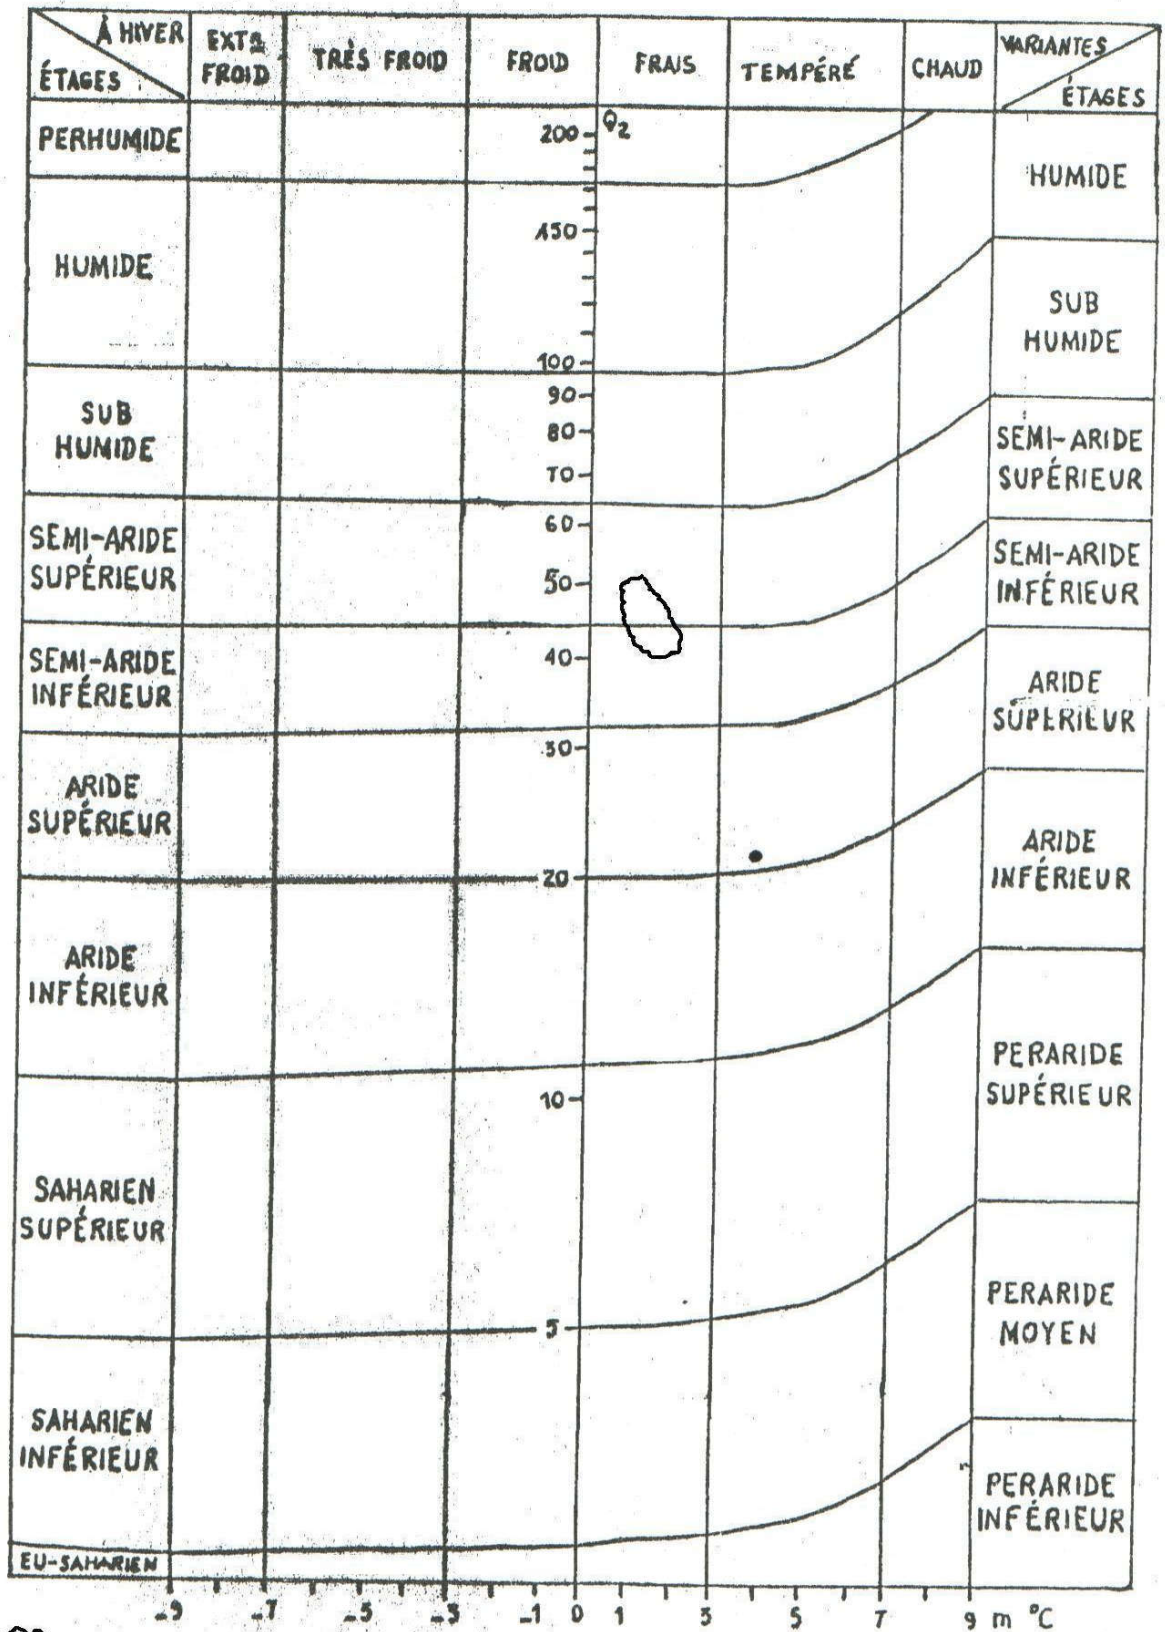 À HIVER
ÉTAGES
EXTᴿ
FROID
TRÈS FROID
FROID
FRAIS
TEMPÉRÉ
CHAUD
VARIANTES
ÉTAGES
PERHUMIDE
HUMIDE
SUB
HUMIDE
SEMI-ARIDE
SUPÉRIEUR
SEMI-ARIDE
INFÉRIEUR
ARIDE
SUPÉRIEUR
ARIDE
INFÉRIEUR
SAHARIEN
SUPÉRIEUR
SAHARIEN
INFÉRIEUR
EU-SAHARIEN
Q2
200
150
100
90
80
70
60
50
40
30
20
10
5
HUMIDE
SUB
HUMIDE
SEMI-ARIDE
SUPÉRIEUR
SEMI-ARIDE
INFÉRIEUR
ARIDE
SUPÉRIEUR
ARIDE
INFÉRIEUR
PERARIDE
SUPÉRIEUR
PERARIDE
MOYEN
PERARIDE
INFÉRIEUR
-9 -7 -5 -3 -1 0 1 3 5 7 9 m °C